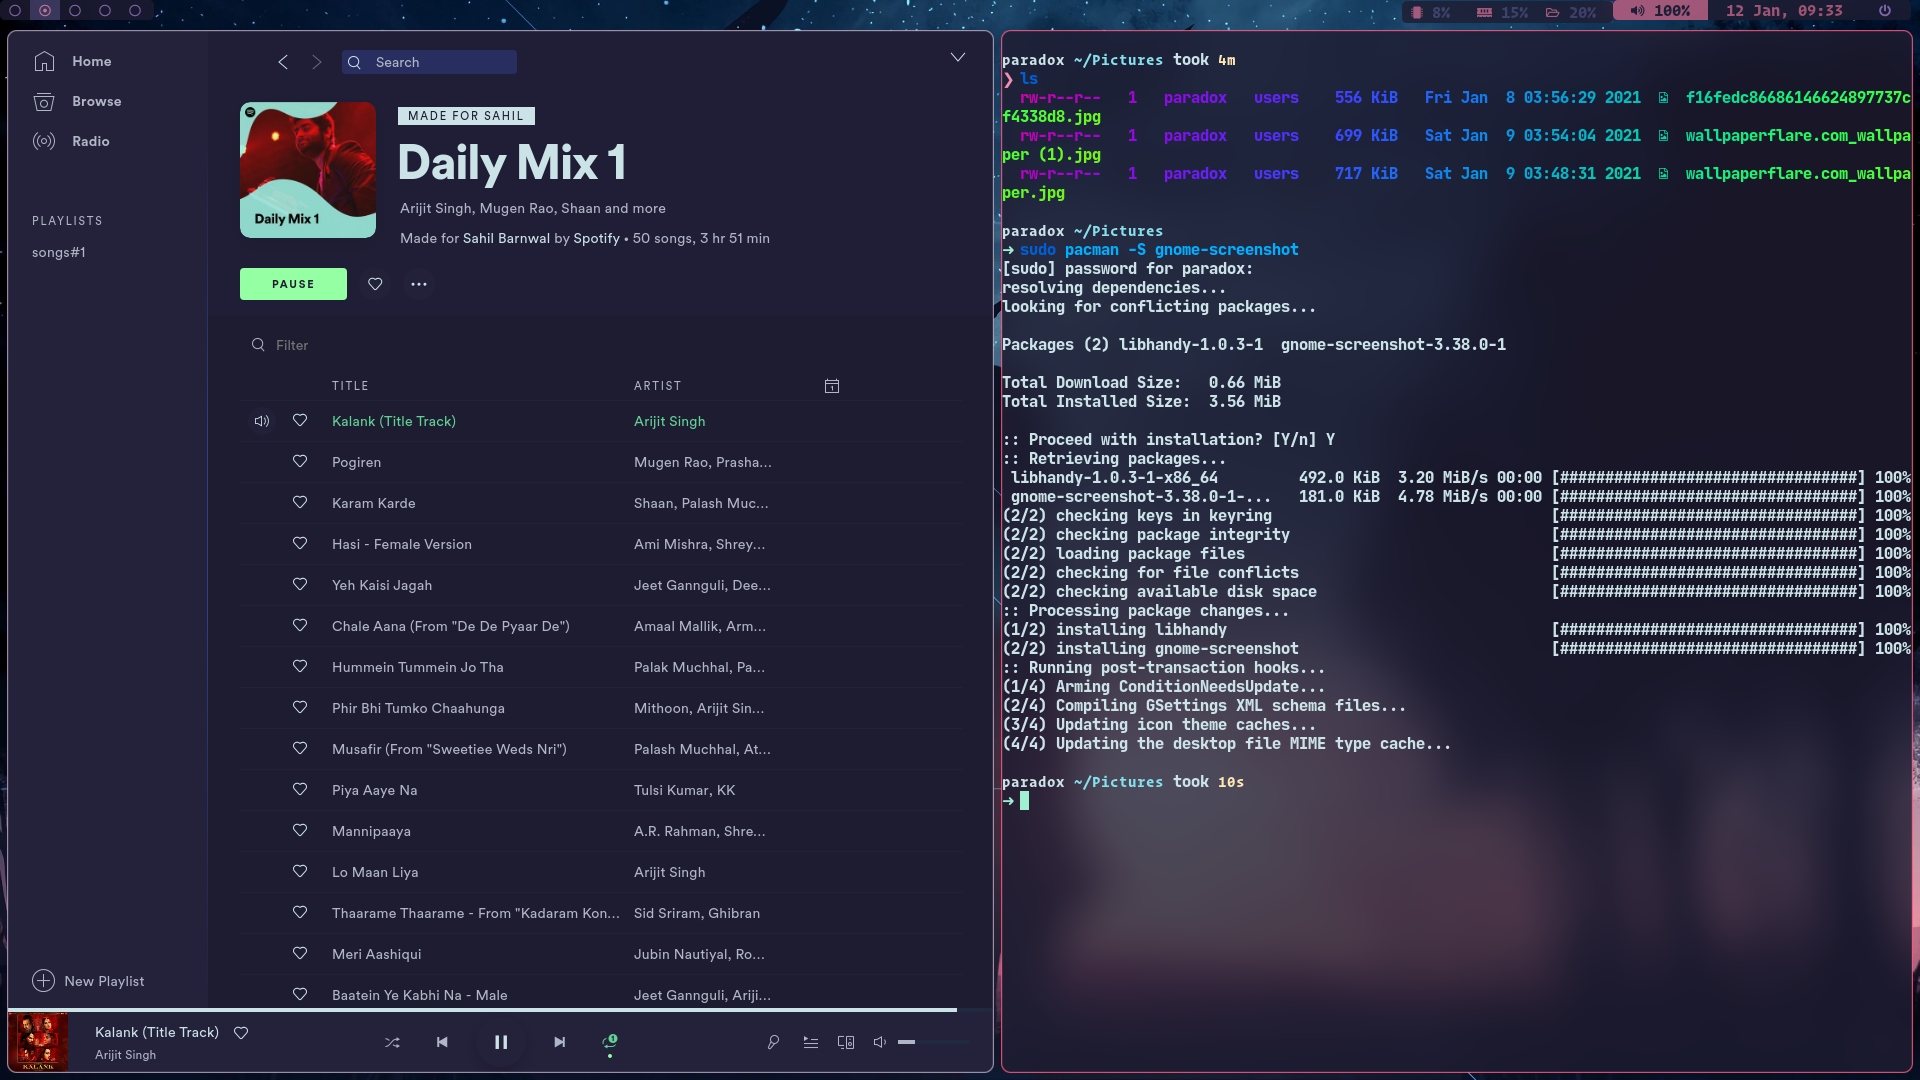 8% 15% 20% 100% 12 Jan, 09:33
Home
Browse
Radio
PLAYLISTS
songs#1
New Playlist
Search
MADE FOR SAHIL
Daily Mix 1
Daily Mix 1
Arijit Singh, Mugen Rao, Shaan and more
Made for Sahil Barnwal by Spotify • 50 songs, 3 hr 51 min
PAUSE
Filter
TITLE ARTIST
Kalank (Title Track) Arijit Singh
Pogiren Mugen Rao, Prasha...
Karam Karde Shaan, Palash Muc...
Hasi - Female Version Ami Mishra, Shrey...
Yeh Kaisi Jagah Jeet Gannguli, Dee...
Chale Aana (From "De De Pyaar De") Amaal Mallik, Arm...
Hummein Tummein Jo Tha Palak Muchhal, Pa...
Phir Bhi Tumko Chaahunga Mithoon, Arijit Sin...
Musafir (From "Sweetiee Weds Nri") Palash Muchhal, At...
Piya Aaye Na Tulsi Kumar, KK
Mannipaaya A.R. Rahman, Shre...
Lo Maan Liya Arijit Singh
Thaarame Thaarame - From "Kadaram Kon... Sid Sriram, Ghibran
Meri Aashiqui Jubin Nautiyal, Ro...
Baatein Ye Kabhi Na - Male Jeet Gannguli, Ariji...
KALANK
Kalank (Title Track)
Arijit Singh
1
paradox ~/Pictures took 4m
❯ ls
rw-r--r-- 1 paradox users 556 KiB Fri Jan 8 03:56:29 2021 f16fedc86686146624897737c
f4338d8.jpg
rw-r--r-- 1 paradox users 699 KiB Sat Jan 9 03:54:04 2021 wallpaperflare.com_wallpa
per (1).jpg
rw-r--r-- 1 paradox users 717 KiB Sat Jan 9 03:48:31 2021 wallpaperflare.com_wallpa
per.jpg
paradox ~/Pictures
→ sudo pacman -S gnome-screenshot
[sudo] password for paradox:
resolving dependencies...
looking for conflicting packages...
Packages (2) libhandy-1.0.3-1 gnome-screenshot-3.38.0-1
Total Download Size: 0.66 MiB
Total Installed Size: 3.56 MiB
:: Proceed with installation? [Y/n] Y
:: Retrieving packages...
libhandy-1.0.3-1-x86_64 492.0 KiB 3.20 MiB/s 00:00 [#################################] 100%
gnome-screenshot-3.38.0-1-... 181.0 KiB 4.78 MiB/s 00:00 [#################################] 100%
(2/2) checking keys in keyring [#################################] 100%
(2/2) checking package integrity [#################################] 100%
(2/2) loading package files [#################################] 100%
(2/2) checking for file conflicts [#################################] 100%
(2/2) checking available disk space [#################################] 100%
:: Processing package changes...
(1/2) installing libhandy [#################################] 100%
(2/2) installing gnome-screenshot [#################################] 100%
:: Running post-transaction hooks...
(1/4) Arming ConditionNeedsUpdate...
(2/4) Compiling GSettings XML schema files...
(3/4) Updating icon theme caches...
(4/4) Updating the desktop file MIME type cache...
paradox ~/Pictures took 10s
→